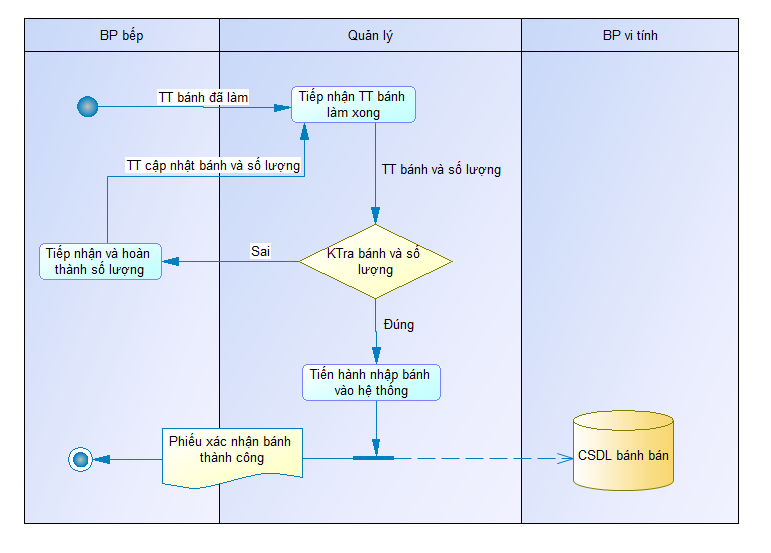 BP bếp
Quản lý
BP vi tính
TT bánh đã làm
Tiếp nhận TT bánh
làm xong
TT cập nhật bánh và số lượng
TT bánh và số lượng
Tiếp nhận và hoàn
thành số lượng
Sai
KTra bánh và số
lượng
Đúng
Tiến hành nhập bánh
vào hệ thống
Phiếu xác nhận bánh
thành công
CSDL bánh bán